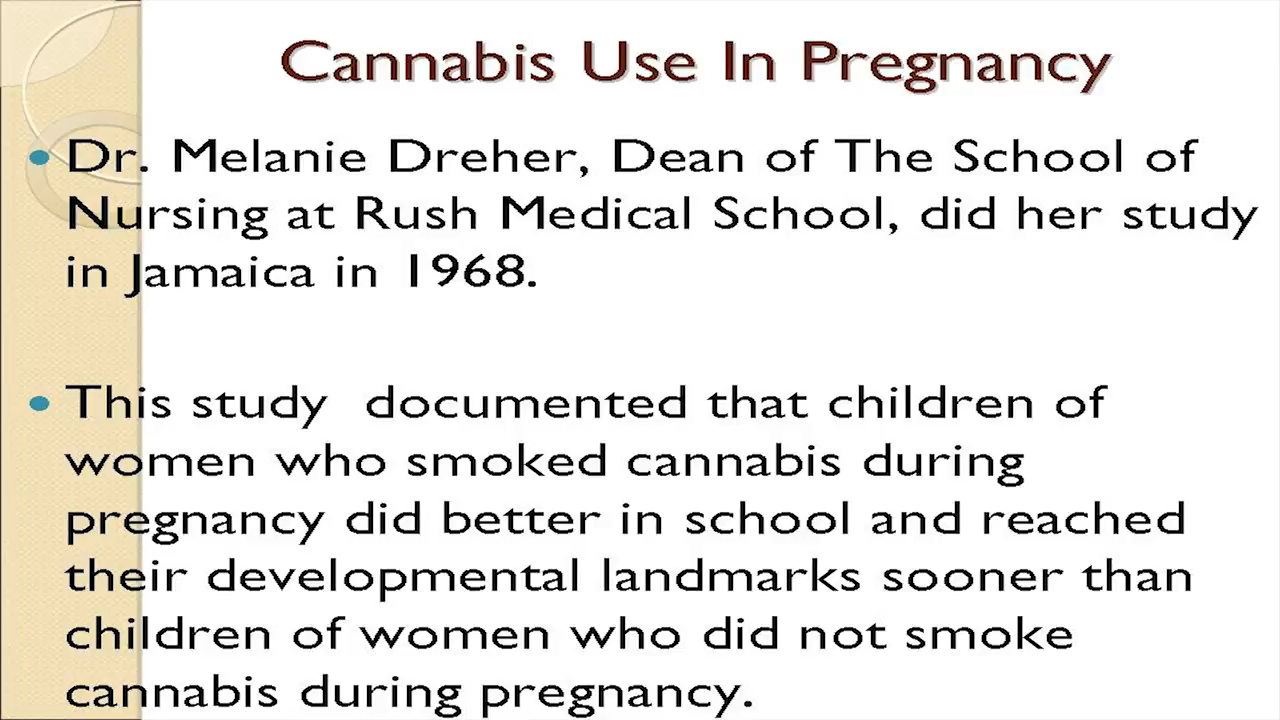 Cannabis Use In Pregnancy
• Dr. Melanie Dreher, Dean of The School of
Nursing at Rush Medical School, did her study
in Jamaica in 1968.
• This study documented that children of
women who smoked cannabis during
pregnancy did better in school and reached
their developmental landmarks sooner than
children of women who did not smoke
cannabis during pregnancy.